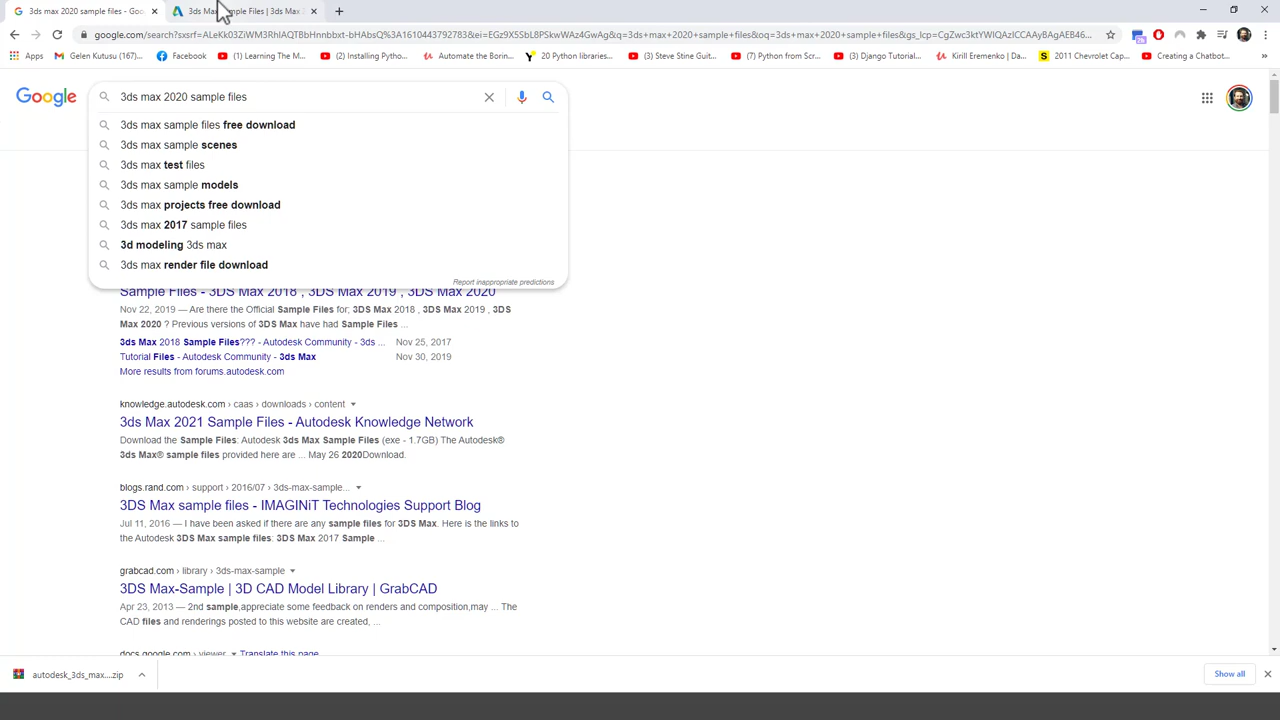 3ds max 2020 sample files - Goo
3ds Max Sample Files | 3ds Max 2
google.com/search?sxsrf=ALeKk03ZiWM3RhlAQTBbHnnbbxt-bHAbsQ%3A1610443792783&ei=EGz9X5SbL8PSkwWAz4GwAg&q=3ds+max+2020+sample+files&oq=3ds+max+2020+sample+files&gs_lcp=CgZwc3ktYWIQAzICCAAyBAgAEB46...
Apps
Gelen Kutusu (1) -...
Facebook
(1) Learning The M...
(2) Installing Pytho...
Automate the Borin...
20 Python libraries...
(3) Steve Stine Guit...
(7) Python from Scr...
(3) Django Tutorial...
Kirill Eremenko | Da...
2011 Chevrolet Cap...
Creating a Chatbot...
Google
3ds max 2020 sample files
3ds max sample files free download
3ds max sample scenes
3ds max test files
3ds max sample models
3ds max projects free download
3ds max 2017 sample files
3d modeling 3ds max
3ds max render file download
Report inappropriate predictions
Sample Files - 3DS Max 2018 , 3DS Max 2019 , 3DS Max 2020
Nov 22, 2019 — Are there the Official Sample Files for; 3DS Max 2018 , 3DS Max 2019 , 3DS
Max 2020 ? Previous versions of 3DS Max have had Sample Files ...
3ds Max 2018 Sample Files??? - Autodesk Community - 3ds ...
Nov 25, 2017
Tutorial Files - Autodesk Community - 3ds Max
Nov 30, 2019
More results from forums.autodesk.com
knowledge.autodesk.com › caas › downloads › content
3ds Max 2021 Sample Files - Autodesk Knowledge Network
Download the Sample Files: Autodesk 3ds Max Sample Files (exe - 1.7GB) The Autodesk®
3ds Max® sample files provided here are ... May 26 2020Download.
blogs.rand.com › support › 2016/07 › 3ds-max-sample...
3DS Max sample files - IMAGINiT Technologies Support Blog
Jul 11, 2016 — I have been asked if there are any sample files for 3DS Max. Here is the links to
the Autodesk 3DS Max sample files: 3DS Max 2017 Sample ...
grabcad.com › library › 3ds-max-sample
3DS Max-Sample | 3D CAD Model Library | GrabCAD
Apr 23, 2013 — 2nd sample,appreciate some feedback on renders and composition,may ... The
CAD files and renderings posted to this website are created, ...
docs.google.com › viewer
Translate this page
autodesk_3ds_max....zip
Show all